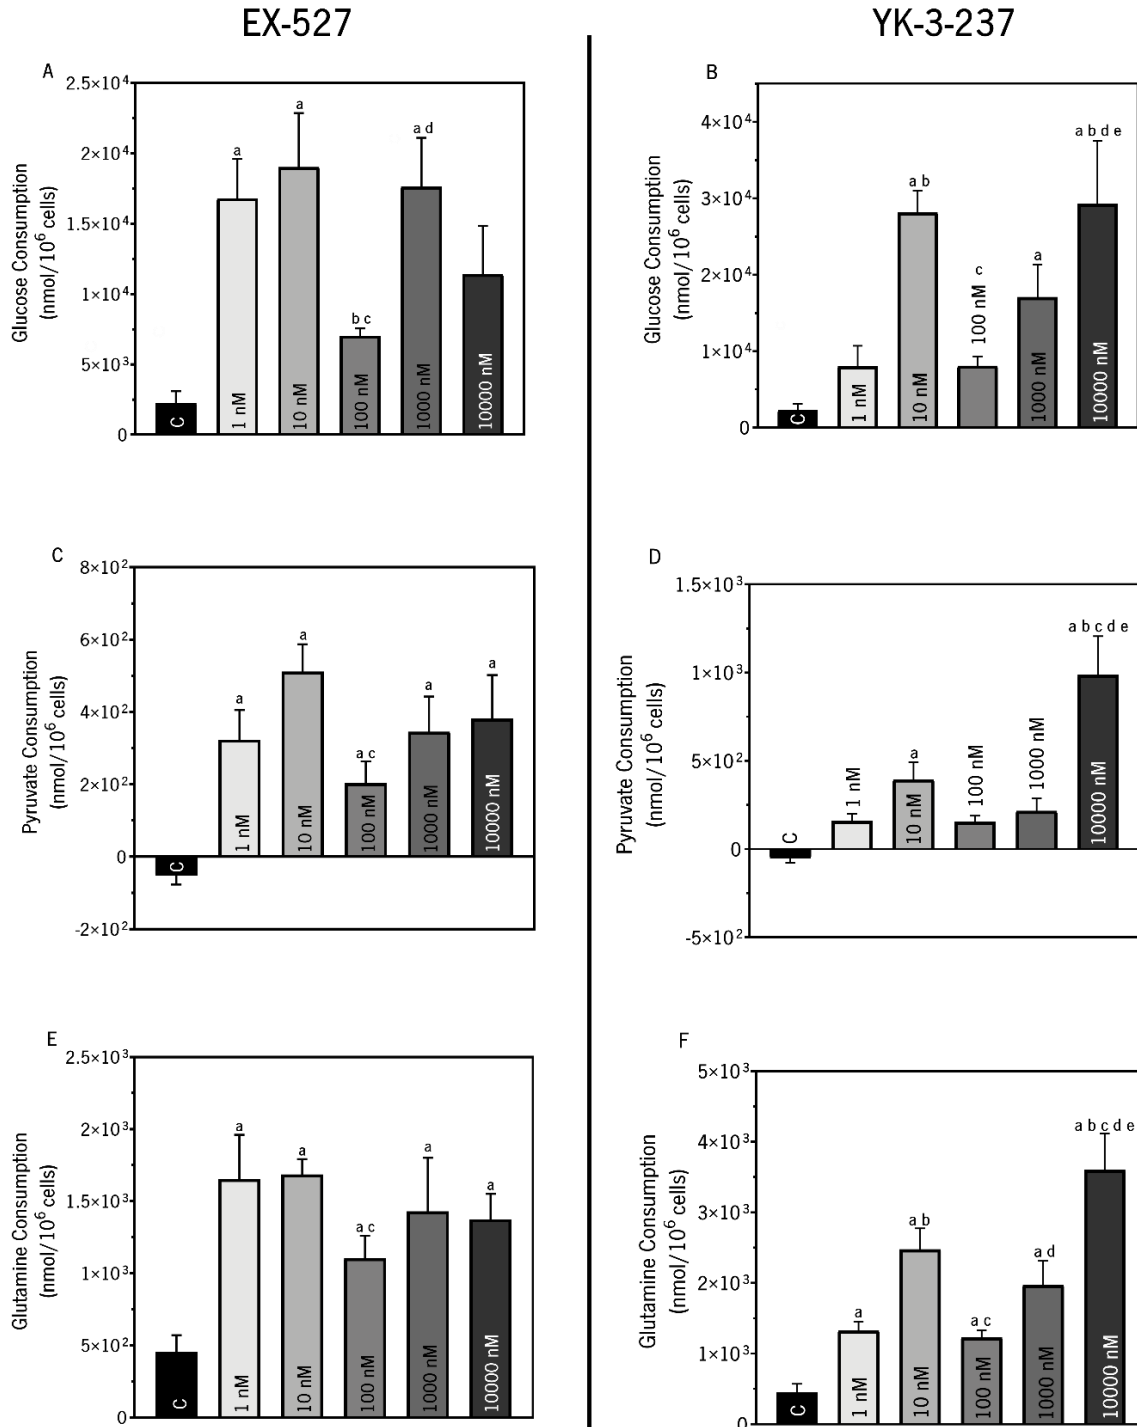 EX-527
YK-3-237
A
2.5×10⁴
2×10⁴
1.5×10⁴
1×10⁴
5×10³
0
Glucose Consumption
(nmol/10⁶ cells)
C
a
1 nM
a
10 nM
b c
100 nM
a d
1000 nM
10000 nM
B
4×10⁴
3×10⁴
2×10⁴
1×10⁴
0
Glucose Consumption
(nmol/10⁶ cells)
C
1 nM
a b
10 nM
c
100 nM
a
1000 nM
a b d e
10000 nM
C
8×10²
6×10²
4×10²
2×10²
0
-2×10²
Pyruvate Consumption
(nmol/10⁶ cells)
C
a
1 nM
a
10 nM
a c
100 nM
a
1000 nM
a
10000 nM
D
1.5×10³
1×10³
5×10²
0
-5×10²
Pyruvate Consumption
(nmol/10⁶ cells)
C
1 nM
a
10 nM
100 nM
1000 nM
a b c d e
10000 nM
E
2.5×10³
2×10³
1.5×10³
1×10³
5×10²
0
Glutamine Consumption
(nmol/10⁶ cells)
C
a
1 nM
a
10 nM
a c
100 nM
a
1000 nM
a
10000 nM
F
5×10³
4×10³
3×10³
2×10³
1×10³
0
Glutamine Consumption
(nmol/10⁶ cells)
C
a
1 nM
a b
10 nM
a c
100 nM
a d
1000 nM
a b c d e
10000 nM